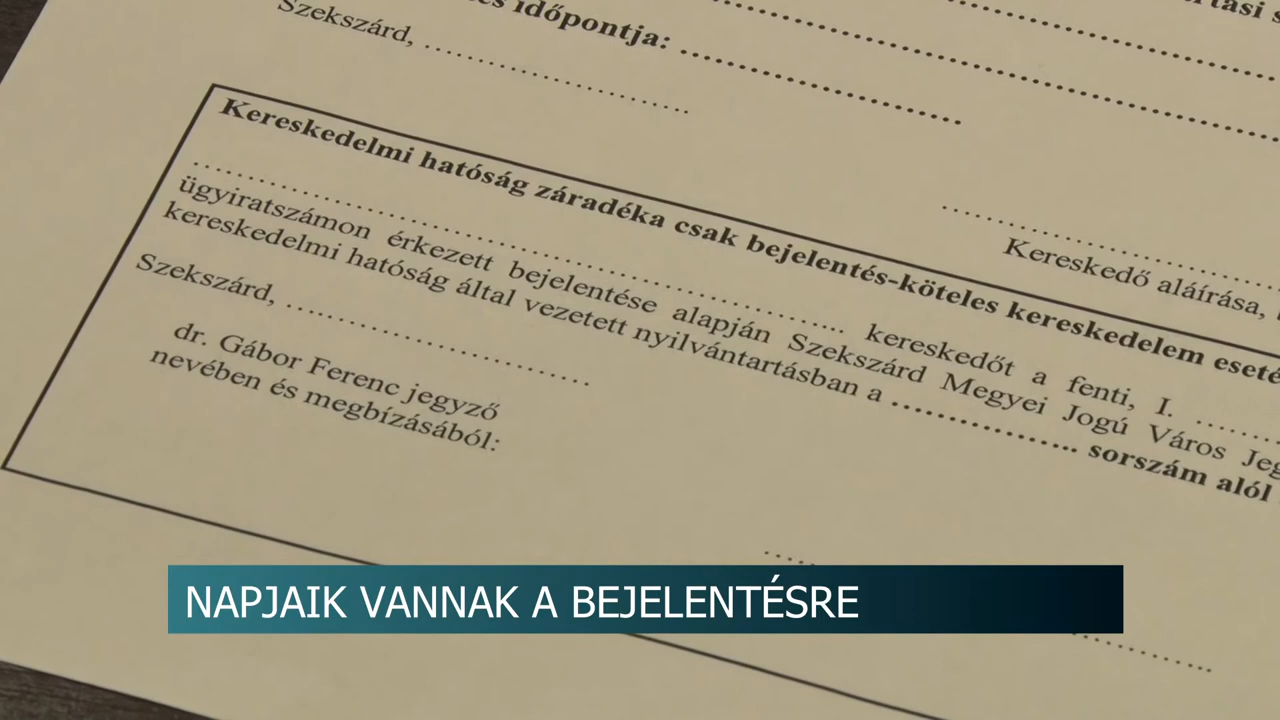 időpontja: ........................................
Szekszárd, ........................................
Kereskedő aláírása,
Kereskedelmi hatóság záradéka csak bejelentés-köteles kereskedelem
........................................ kereskedőt a fenti, I. ..........
ügyiratszámon érkezett bejelentése alapján Szekszárd Megyei Jogú Város
kereskedelmi hatóság által vezetett nyilvántartásban a ........................ sorszám alól
Szekszárd, ........................................
dr. Gábor Ferenc jegyző
nevében és megbízásából:
NAPJAIK VANNAK A BEJELENTÉSRE